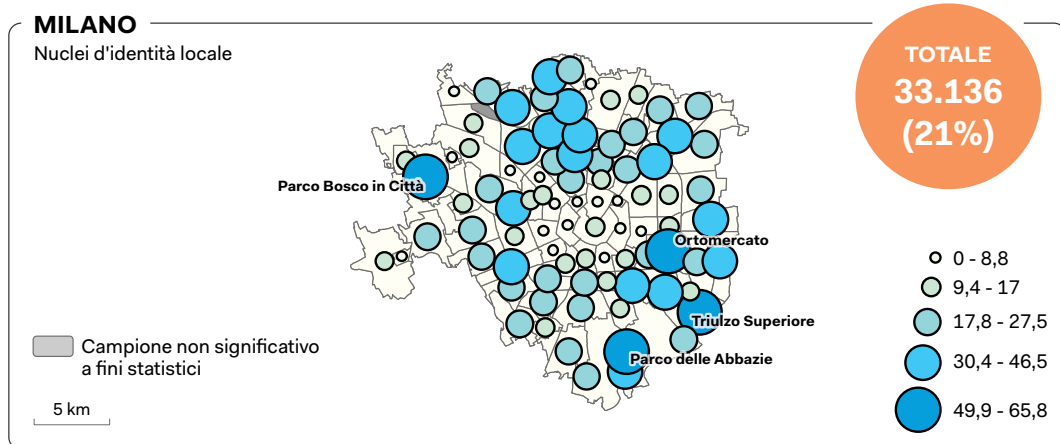 MILANO
Nuclei d'identità locale
TOTALE
33.136
(21%)
Parco Bosco in Città
Ortomercato
Triulzo Superiore
Parco delle Abbazie
Campione non significativo
a fini statistici
5 km
0 - 8,8
9,4 - 17
17,8 - 27,5
30,4 - 46,5
49,9 - 65,8